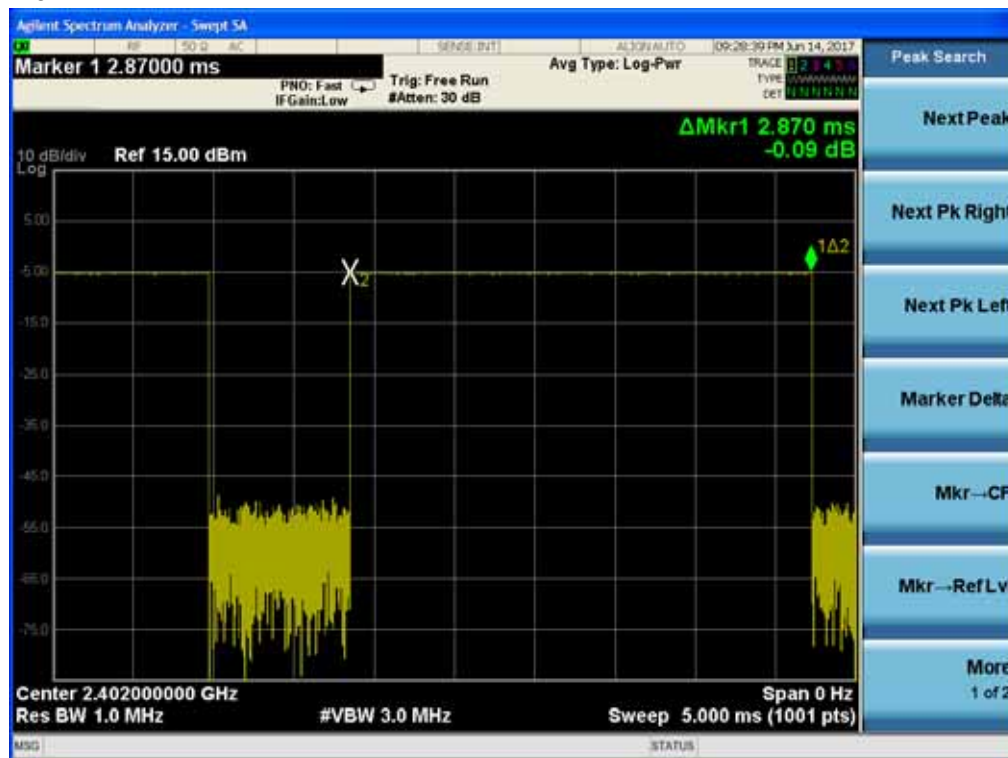 Agilent Spectrum Analyzer - Swept SA
RF 50 Ω AC SENSE:INT ALIGN AUTO 09:28:39 PM Jun 14, 2017
Marker 1 2.87000 ms
PNO: Fast
IFGain:Low
Trig: Free Run
#Atten: 30 dB
Avg Type: Log-Pwr
TRACE 1 2 3 4 5 6
TYPE
DET N N N N N N
Peak Search
ΔMkr1 2.870 ms
-0.09 dB
10 dB/div Ref 15.00 dBm
Log
5.00
-5.00
-15.0
-25.0
-35.0
-45.0
-55.0
-65.0
-75.0
X2
1Δ2
Next Peak
Next Pk Right
Next Pk Left
Marker Delta
Mkr→CF
Mkr→Ref Lv
More
1 of 2
Center 2.402000000 GHz
Span 0 Hz
Res BW 1.0 MHz
#VBW 3.0 MHz
Sweep 5.000 ms (1001 pts)
MSG
STATUS